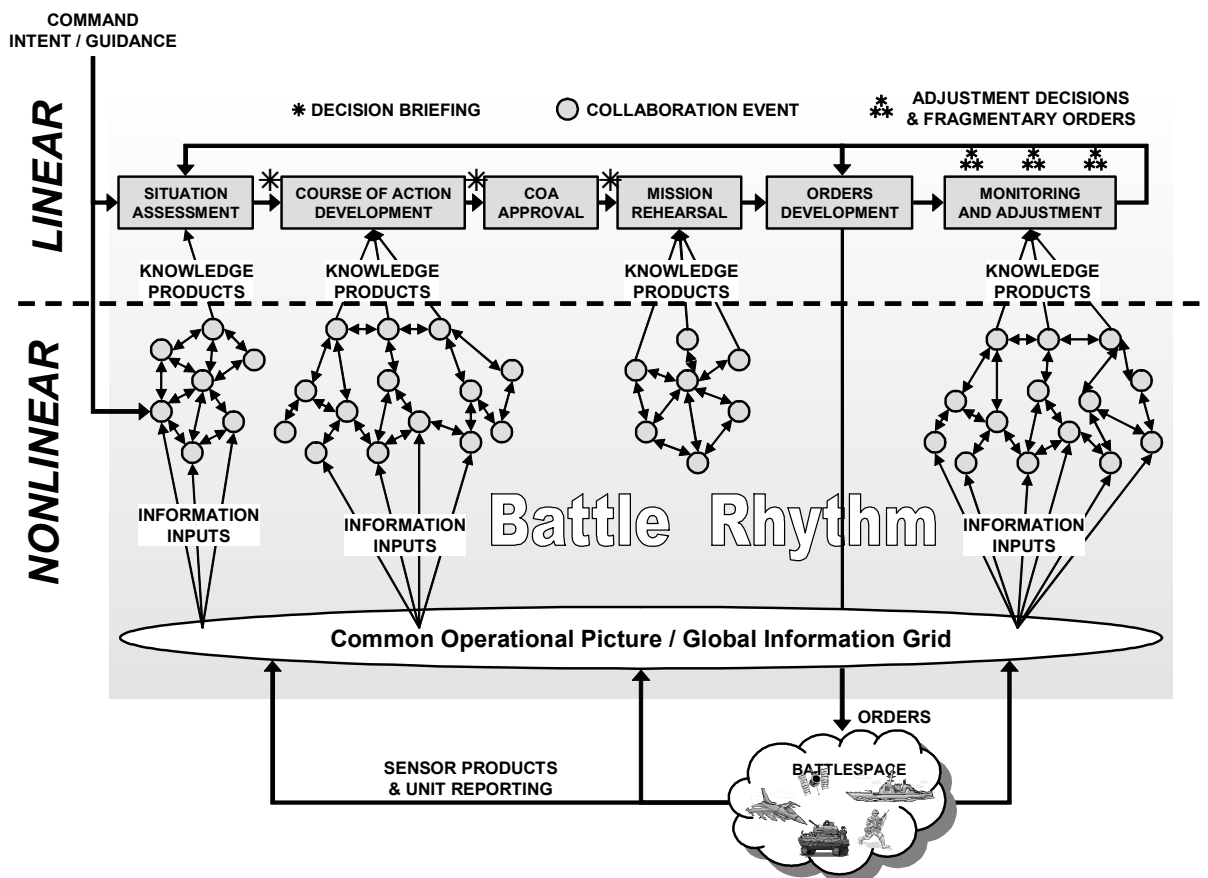 COMMAND
INTENT / GUIDANCE
LINEAR
DECISION BRIEFING
COLLABORATION EVENT
ADJUSTMENT DECISIONS
& FRAGMENTARY ORDERS
SITUATION
ASSESSMENT
COURSE OF ACTION
DEVELOPMENT
COA
APPROVAL
MISSION
REHEARSAL
ORDERS
DEVELOPMENT
MONITORING
AND ADJUSTMENT
KNOWLEDGE
PRODUCTS
KNOWLEDGE
PRODUCTS
KNOWLEDGE
PRODUCTS
KNOWLEDGE
PRODUCTS
NONLINEAR
INFORMATION
INPUTS
INFORMATION
INPUTS
Battle Rhythm
INFORMATION
INPUTS
Common Operational Picture / Global Information Grid
ORDERS
SENSOR PRODUCTS
& UNIT REPORTING
BATTLESPACE